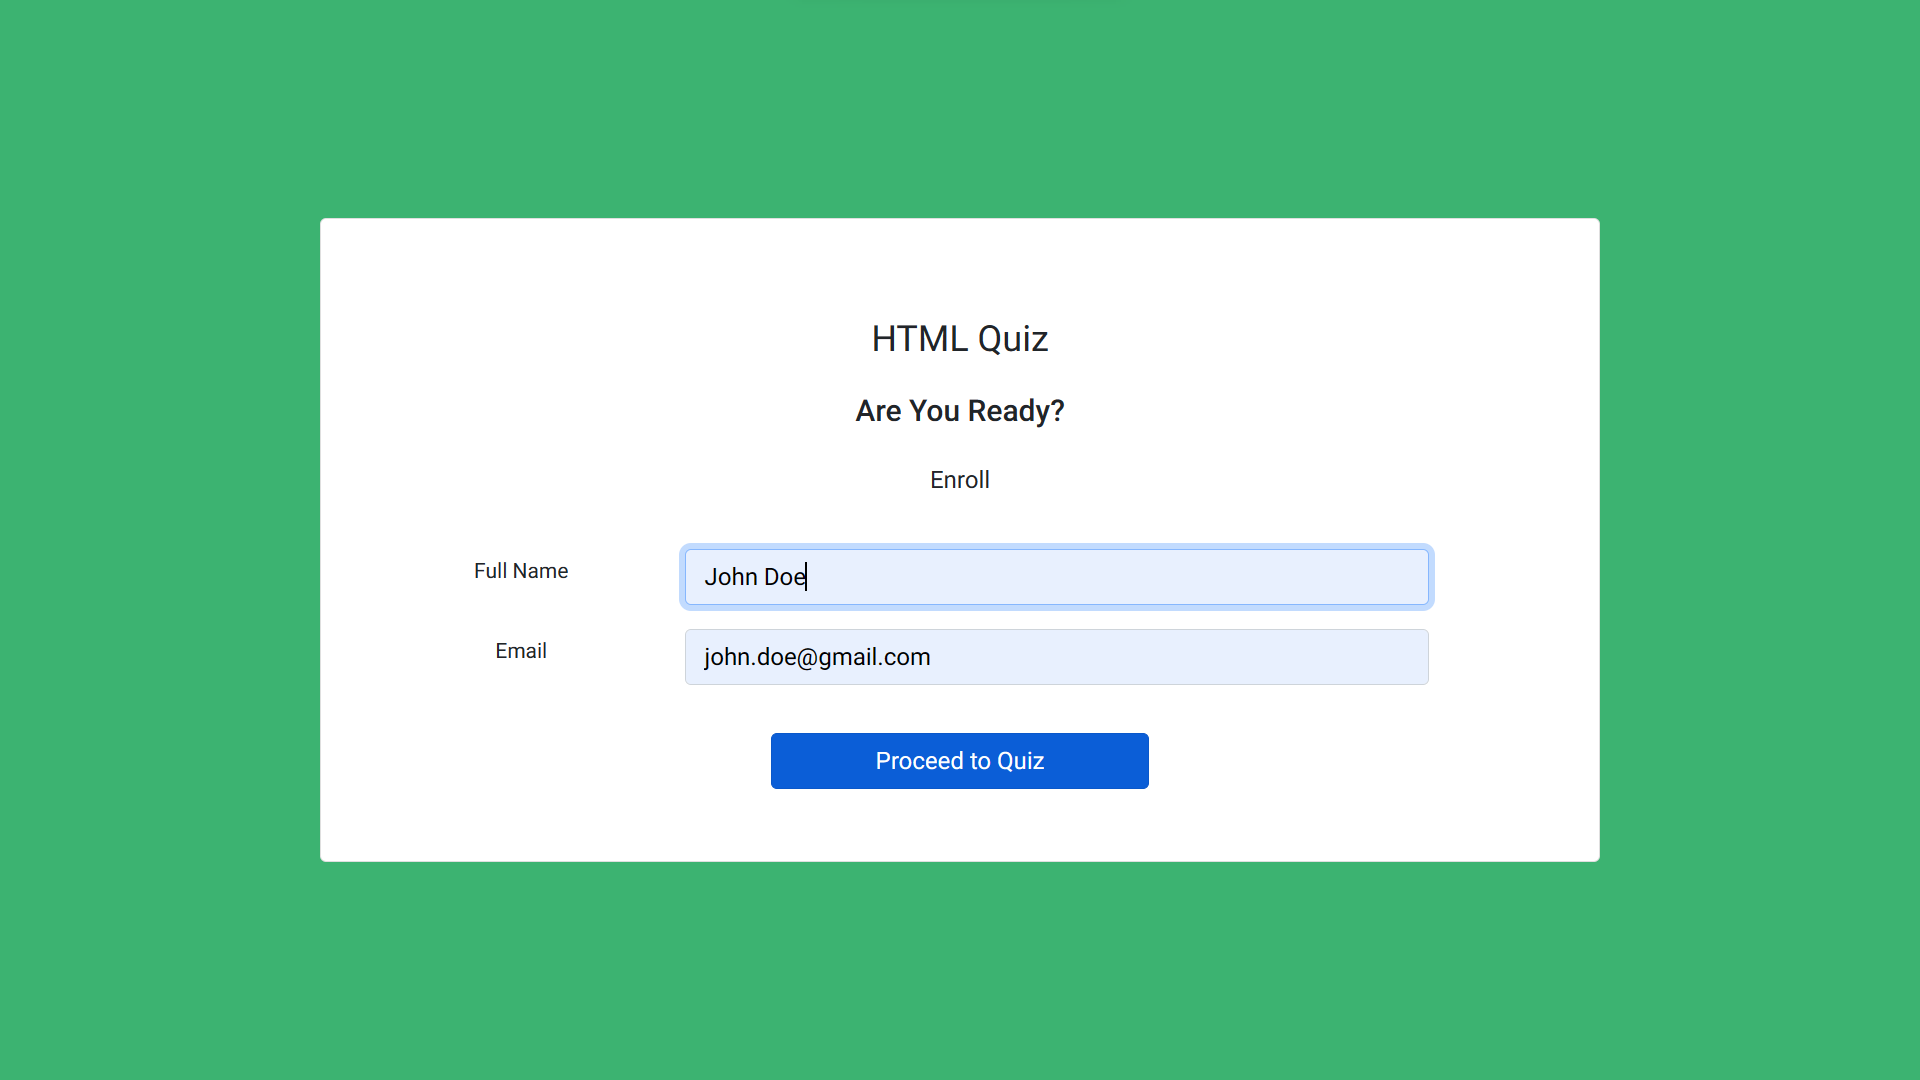 HTML Quiz
Are You Ready?
Enroll
Full Name
John Doe
Email
john.doe@gmail.com
Proceed to Quiz